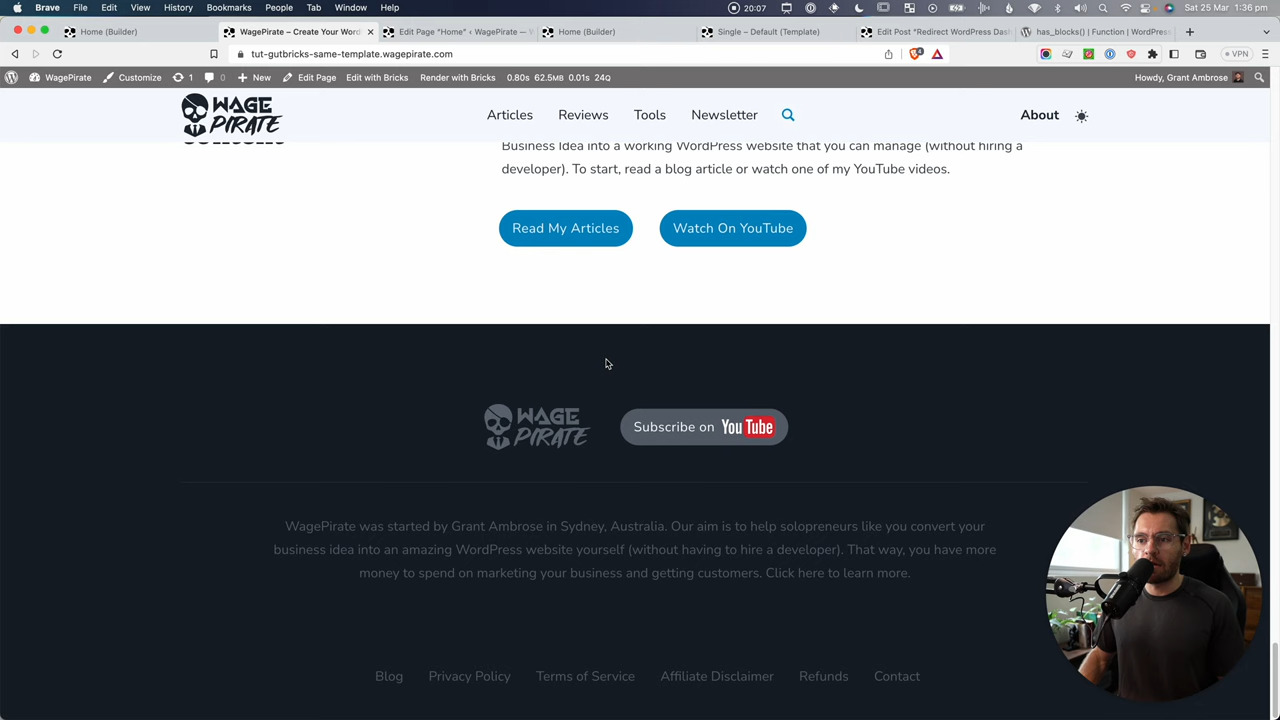 Brave File Edit View History Bookmarks People Tab Window Help 20:07 Sat 25 Mar 1:36 pm
Home (Builder) WagePirate – Create Your Word Edit Page “Home” ‹ WagePirate — W Home (Builder) Single – Default (Template) Edit Post “Redirect WordPress Dash has_blocks() | Function | WordPress
tut-gutbricks-same-template.wagepirate.com VPN
WagePirate Customize 1 0 New Edit Page Edit with Bricks Render with Bricks 0.80s 62.5MB 0.01s 24Q Howdy, Grant Ambrose
WAGE PIRATE Articles Reviews Tools Newsletter About
Business Idea into a working WordPress website that you can manage (without hiring a
developer). To start, read a blog article or watch one of my YouTube videos.
Read My Articles Watch On YouTube
WAGE PIRATE Subscribe on YouTube
WagePirate was started by Grant Ambrose in Sydney, Australia. Our aim is to help solopreneurs like you convert your
business idea into an amazing WordPress website yourself (without having to hire a developer). That way, you have more
money to spend on marketing your business and getting customers. Click here to learn more.
Blog Privacy Policy Terms of Service Affiliate Disclaimer Refunds Contact